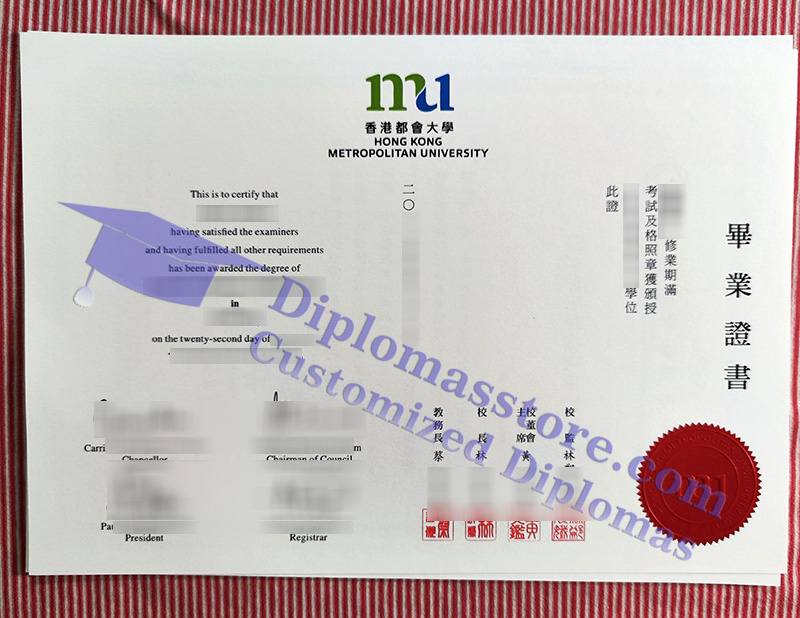 mu
香港都會大學
HONG KONG
METROPOLITAN UNIVERSITY
This is to certify that
having satisfied the examiners
and having fulfilled all other requirements
has been awarded the degree of
in
on the twenty-second day of
Carri
Chancellor
m
Chairman of Council
Pa
President
Registrar
畢業證書
修業期滿
考試及格照章獲頒授
學位
此證
二〇
校監 林
校董會主席 黃
校長 林
教務長 蔡
Diplomasstore.com
Customized Diplomas